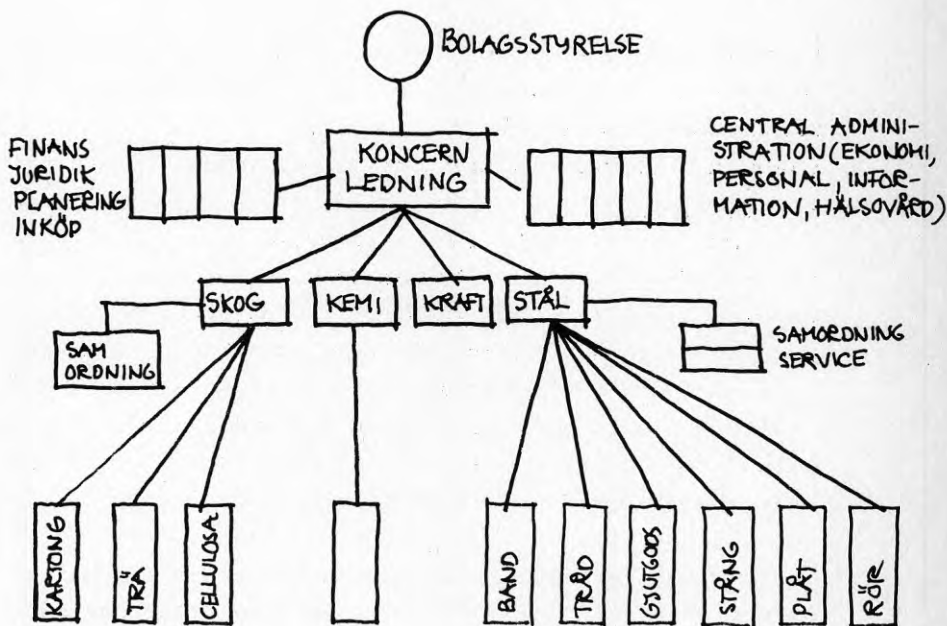 BOLAGSSTYRELSE
FINANS
JURIDIK
PLANERING
INKÖP
KONCERN
LEDNING
CENTRAL ADMINI-
STRATION (EKONOMI,
PERSONAL, INFOR-
MATION, HÄLSOVÅRD)
SKOG
KEMI
KRAFT
STÅL
SAM
ORDNING
SAMORDNING
SERVICE
KARTONG
TRÄ
CELLULOSA
BAND
TRÅD
GJUTGODS
STÅNG
PLÅT
RÖR